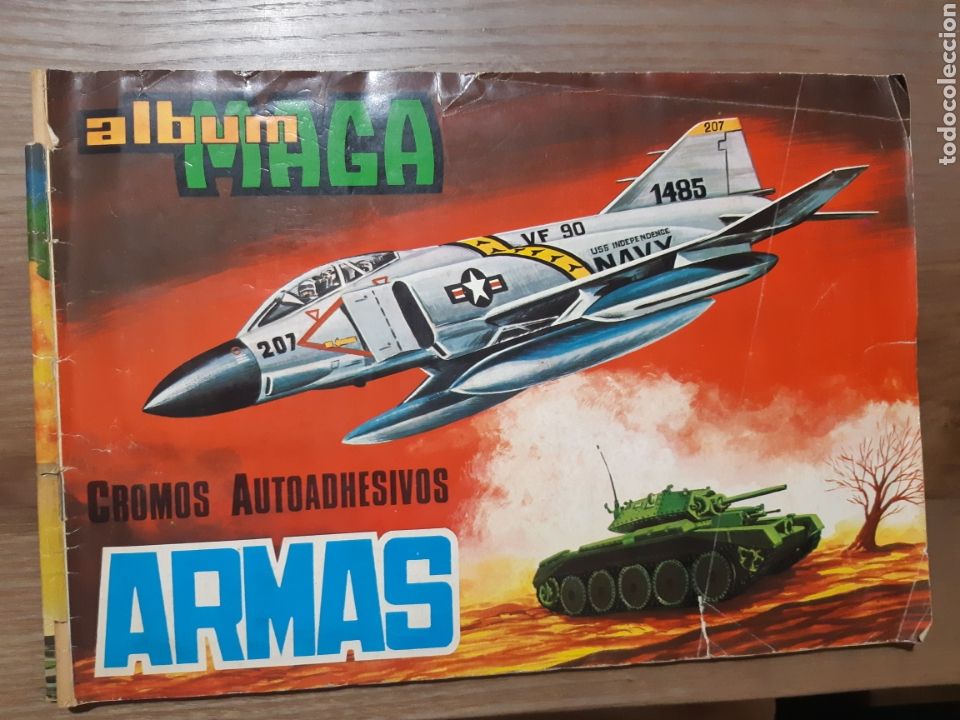 album
MAGA
207
1485
VF 90
USS INDEPENDENCE
NAVY
207
CROMOS AUTOADHESIVOS
ARMAS
todocoleccion